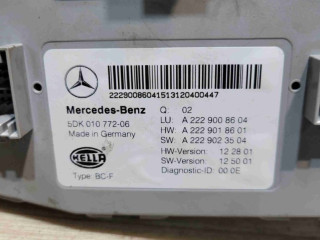 22290086041513120400447
Mercedes-Benz Q: 02
5DK 010 772-06 LU: A 222 900 86 04
Made in Germany HW: A 222 901 86 01
SW: A 222 902 35 04
HELLA HW-Version: 12 28 01
SW-Version: 12 50 01
Type: BC-F Diagnostic-ID: 00 0E